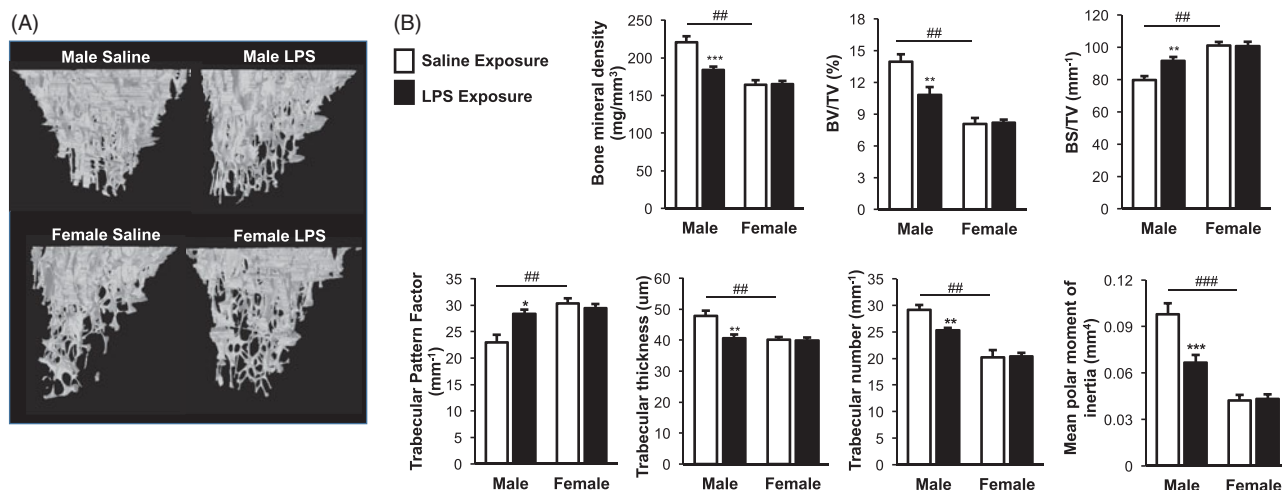 (A)
Male Saline
Male LPS
Female Saline
Female LPS
(B)
Saline Exposure
LPS Exposure
Bone mineral density
(mg/mm³)
250
200
150
100
50
0
##
***
Male
Female
BV/TV (%)
18
15
12
9
6
3
0
##
**
Male
Female
BS/TV (mm⁻¹)
120
100
80
60
40
20
0
##
**
Male
Female
Trabecular Pattern Factor
(mm⁻¹)
35
30
25
20
15
10
5
0
##
*
Male
Female
Trabecular thickness (um)
60
50
40
30
20
10
0
##
**
Male
Female
Trabecular number (mm⁻¹)
35
30
25
20
15
10
5
0
##
**
Male
Female
Mean polar moment of
inertia (mm⁴)
0.12
0.09
0.06
0.03
0
###
***
Male
Female